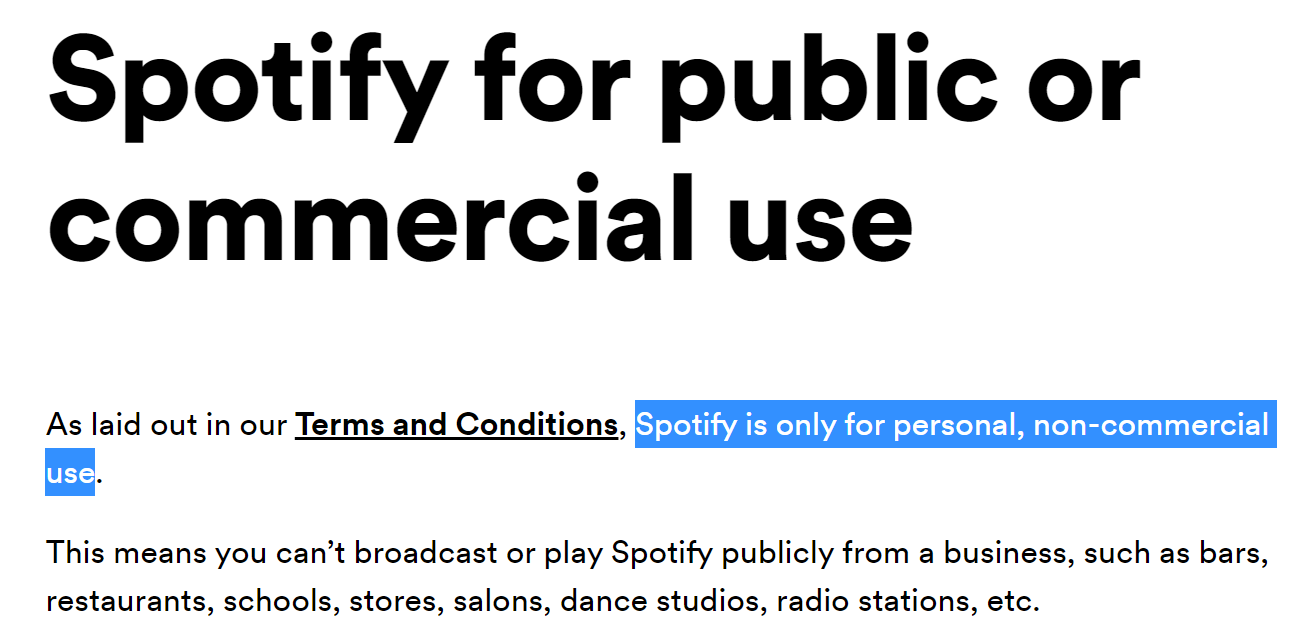 Spotify for public or
commercial use
As laid out in our Terms and Conditions, Spotify is only for personal, non-commercial
use.
This means you can’t broadcast or play Spotify publicly from a business, such as bars,
restaurants, schools, stores, salons, dance studios, radio stations, etc.